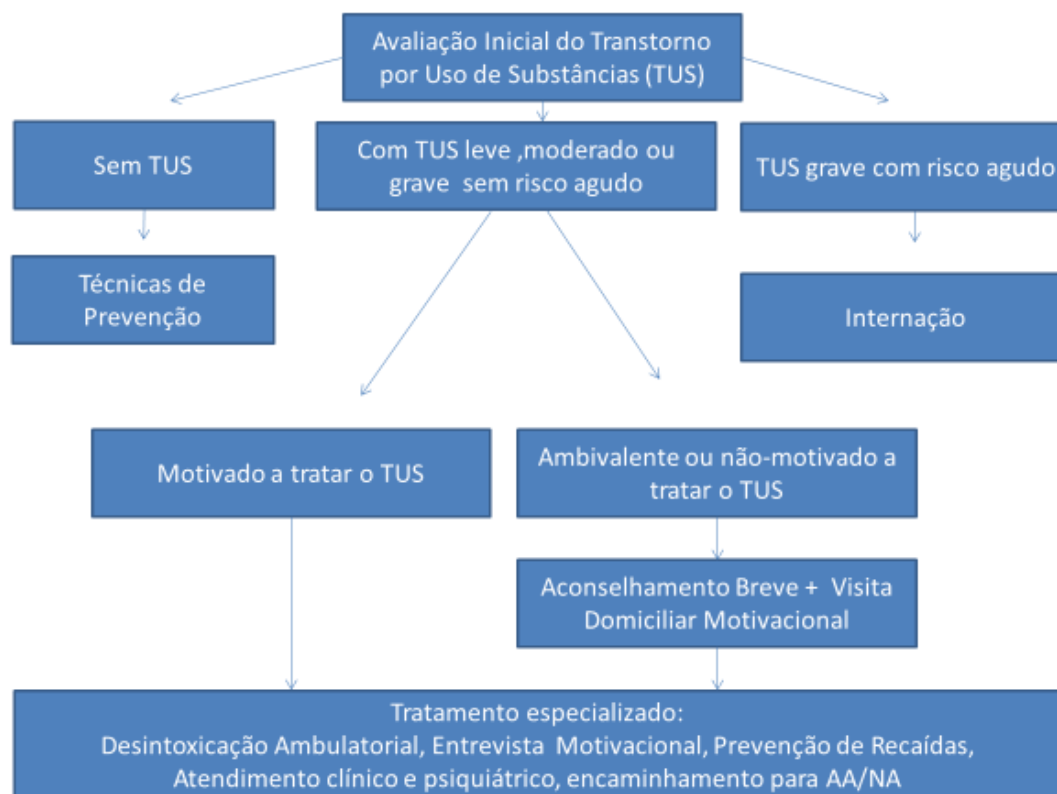 Avaliação Inicial do Transtorno
por Uso de Substâncias (TUS)
Sem TUS
Com TUS leve ,moderado ou
grave sem risco agudo
TUS grave com risco agudo
Técnicas de
Prevenção
Internação
Motivado a tratar o TUS
Ambivalente ou não-motivado a
tratar o TUS
Aconselhamento Breve + Visita
Domiciliar Motivacional
Tratamento especializado:
Desintoxicação Ambulatorial, Entrevista Motivacional, Prevenção de Recaídas,
Atendimento clínico e psiquiátrico, encaminhamento para AA/NA